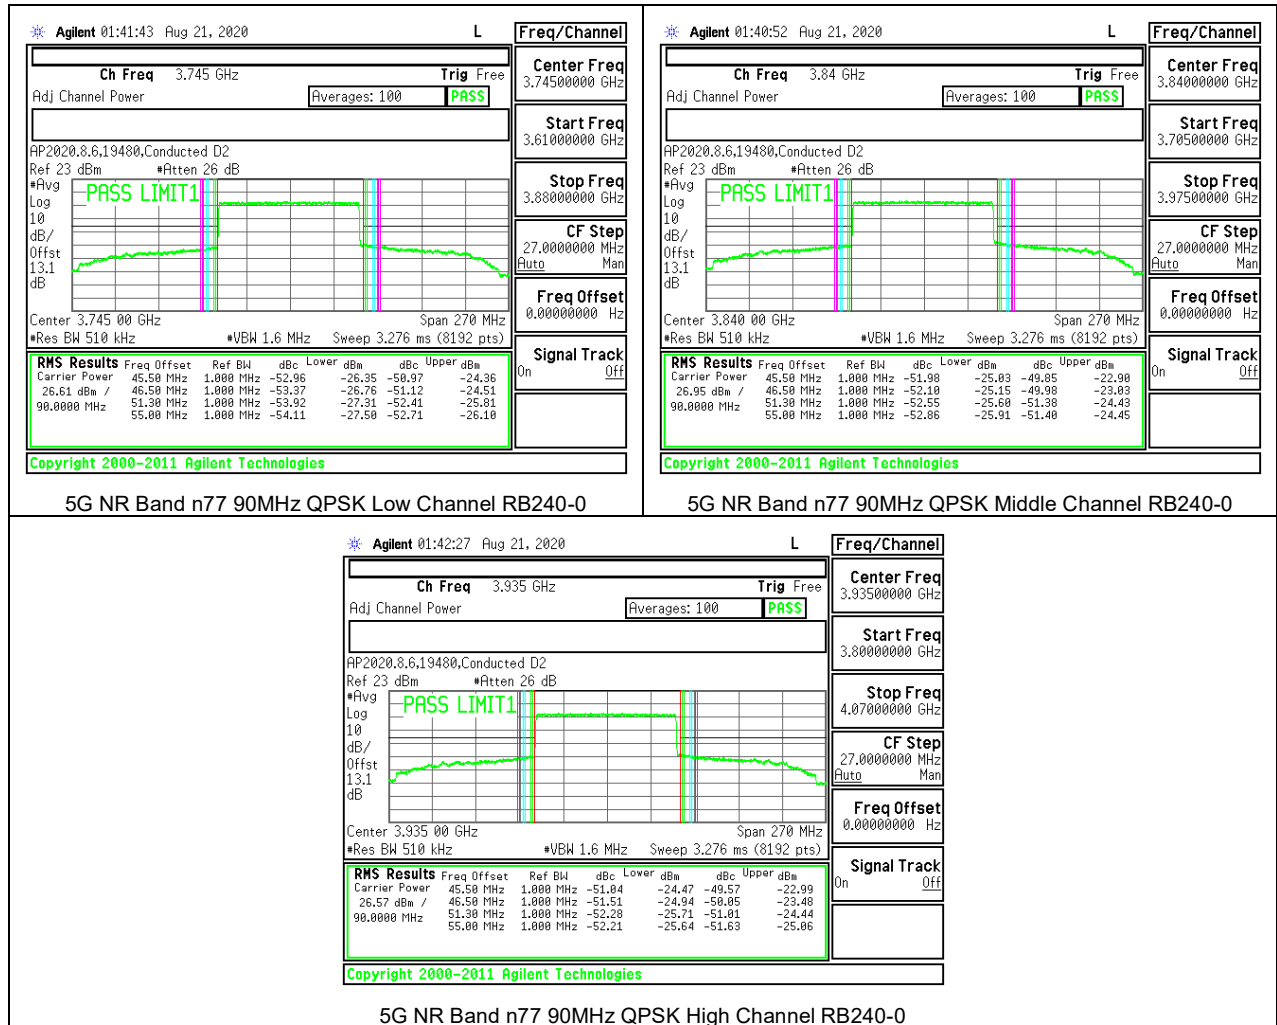 Agilent 01:41:43 Aug 21, 2020 L Freq/Channel
Ch Freq 3.745 GHz Trig Free
Adj Channel Power Averages: 100 PASS
Center Freq
3.74500000 GHz
Start Freq
3.61000000 GHz
Stop Freq
3.88000000 GHz
CF Step
27.0000000 MHz
Auto Man
Freq Offset
0.00000000 Hz
Signal Track
On Off
AP2020.8.6,19480,Conducted D2
Ref 23 dBm #Atten 26 dB
#Avg
Log
10
dB/
Offst
13.1
dB
PASS LIMIT1
Center 3.745 00 GHz Span 270 MHz
#Res BW 510 kHz #VBW 1.6 MHz Sweep 3.276 ms (8192 pts)
RMS Results Freq Offset Ref BW dBc Lower dBm dBc Upper dBm
Carrier Power 45.50 MHz 1.000 MHz -52.96 -26.35 -50.97 -24.36
26.61 dBm / 46.50 MHz 1.000 MHz -53.37 -26.76 -51.12 -24.51
90.0000 MHz 51.30 MHz 1.000 MHz -53.92 -27.31 -52.41 -25.81
55.00 MHz 1.000 MHz -54.11 -27.50 -52.71 -26.10
Copyright 2000-2011 Agilent Technologies
5G NR Band n77 90MHz QPSK Low Channel RB240-0
Agilent 01:40:52 Aug 21, 2020 L Freq/Channel
Ch Freq 3.84 GHz Trig Free
Adj Channel Power Averages: 100 PASS
Center Freq
3.84000000 GHz
Start Freq
3.70500000 GHz
Stop Freq
3.97500000 GHz
CF Step
27.0000000 MHz
Auto Man
Freq Offset
0.00000000 Hz
Signal Track
On Off
AP2020.8.6,19480,Conducted D2
Ref 23 dBm #Atten 26 dB
#Avg
Log
10
dB/
Offst
13.1
dB
PASS LIMIT1
Center 3.840 00 GHz Span 270 MHz
#Res BW 510 kHz #VBW 1.6 MHz Sweep 3.276 ms (8192 pts)
RMS Results Freq Offset Ref BW dBc Lower dBm dBc Upper dBm
Carrier Power 45.50 MHz 1.000 MHz -51.98 -25.03 -49.85 -22.90
26.95 dBm / 46.50 MHz 1.000 MHz -52.10 -25.15 -49.98 -23.03
90.0000 MHz 51.30 MHz 1.000 MHz -52.55 -25.60 -51.38 -24.43
55.00 MHz 1.000 MHz -52.86 -25.91 -51.40 -24.45
Copyright 2000-2011 Agilent Technologies
5G NR Band n77 90MHz QPSK Middle Channel RB240-0
Agilent 01:42:27 Aug 21, 2020 L Freq/Channel
Ch Freq 3.935 GHz Trig Free
Adj Channel Power Averages: 100 PASS
Center Freq
3.93500000 GHz
Start Freq
3.80000000 GHz
Stop Freq
4.07000000 GHz
CF Step
27.0000000 MHz
Auto Man
Freq Offset
0.00000000 Hz
Signal Track
On Off
AP2020.8.6,19480,Conducted D2
Ref 23 dBm #Atten 26 dB
#Avg
Log
10
dB/
Offst
13.1
dB
PASS LIMIT1
Center 3.935 00 GHz Span 270 MHz
#Res BW 510 kHz #VBW 1.6 MHz Sweep 3.276 ms (8192 pts)
RMS Results Freq Offset Ref BW dBc Lower dBm dBc Upper dBm
Carrier Power 45.50 MHz 1.000 MHz -51.04 -24.47 -49.57 -22.99
26.57 dBm / 46.50 MHz 1.000 MHz -51.51 -24.94 -50.05 -23.48
90.0000 MHz 51.30 MHz 1.000 MHz -52.28 -25.71 -51.01 -24.44
55.00 MHz 1.000 MHz -52.21 -25.64 -51.63 -25.06
Copyright 2000-2011 Agilent Technologies
5G NR Band n77 90MHz QPSK High Channel RB240-0